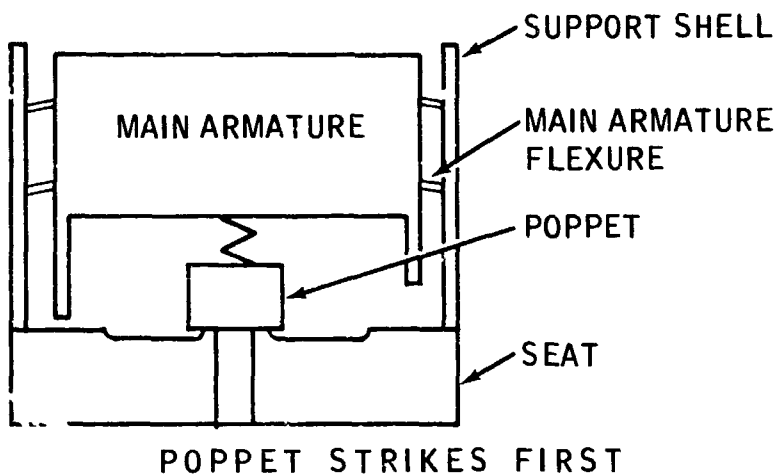 SUPPORT SHELL
MAIN ARMATURE
MAIN ARMATURE
FLEXURE
POPPET
SEAT
POPPET STRIKES FIRST